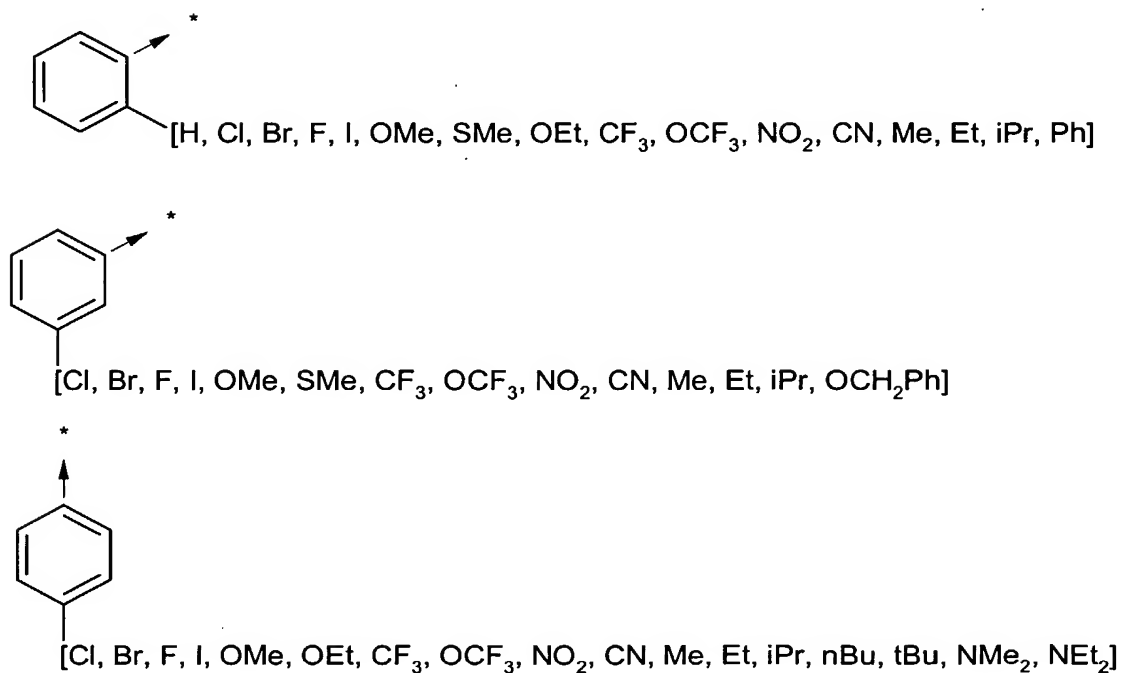 *
[H, Cl, Br, F, I, OMe, SMe, OEt, CF₃, OCF₃, NO₂, CN, Me, Et, iPr, Ph]
*
[Cl, Br, F, I, OMe, SMe, CF₃, OCF₃, NO₂, CN, Me, Et, iPr, OCH₂Ph]
*
[Cl, Br, F, I, OMe, OEt, CF₃, OCF₃, NO₂, CN, Me, Et, iPr, nBu, tBu, NMe₂, NEt₂]